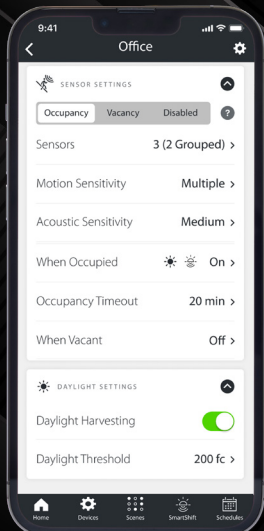 9:41
Office
SENSOR SETTINGS
Occupancy Vacancy Disabled ?
Sensors 3 (2 Grouped) >
Motion Sensitivity Multiple >
Acoustic Sensitivity Medium >
When Occupied On >
Occupancy Timeout 20 min >
When Vacant Off >
DAYLIGHT SETTINGS
Daylight Harvesting
Daylight Threshold 200 fc >
Home Devices Scenes SmartShift Schedules